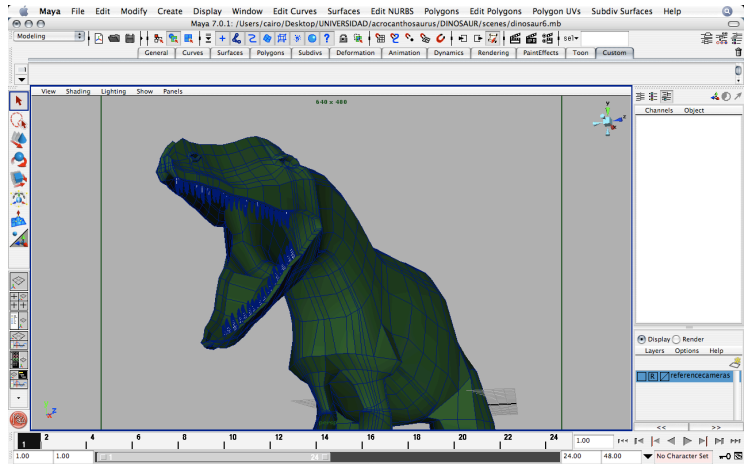 Maya File Edit Modify Create Display Window Edit Curves Surfaces Edit NURBS Polygons Edit Polygons Polygon UVs Subdiv Surfaces Help
Maya 7.0.1: /Users/cairo/Desktop/UNIVERSIDAD/acrocanthosaurus/DINOSAUR/scenes/dinosaur6.mb
Modeling sel▾
General Curves Surfaces Polygons Subdivs Deformation Animation Dynamics Rendering PaintEffects Toon Custom
View Shading Lighting Show Panels
640 x 480
Y
z
Channels Object
Display Render
Layers Options Help
R referencecameras
z
<< >>
1 2 4 6 8 10 12 14 16 18 20 22 24 1.00
1.00 1.00 24.00 48.00 No Character Set